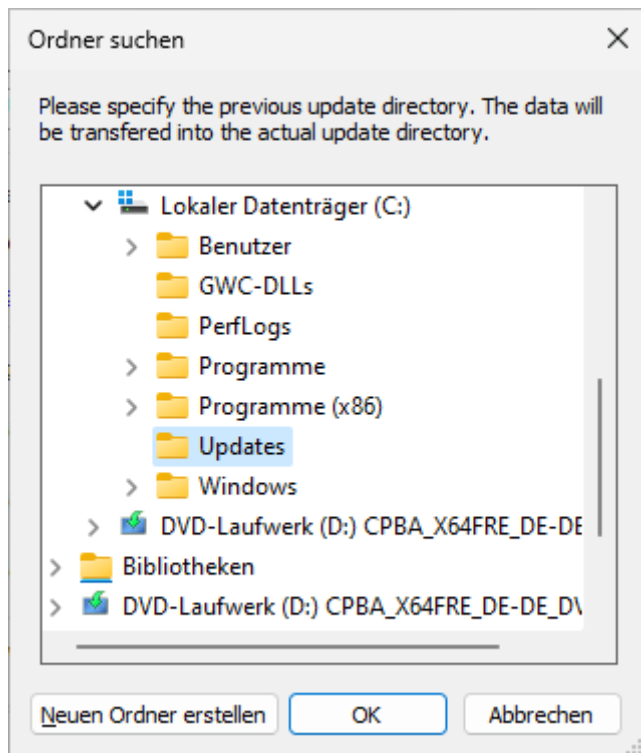 Ordner suchen
Please specify the previous update directory. The data will
be transfered into the actual update directory.
Lokaler Datenträger (C:)
Benutzer
GWC-DLLs
PerfLogs
Programme
Programme (x86)
Updates
Windows
DVD-Laufwerk (D:) CPBA_X64FRE_DE-DE
Bibliotheken
DVD-Laufwerk (D:) CPBA_X64FRE_DE-DE_DV
Neuen Ordner erstellen
OK
Abbrechen